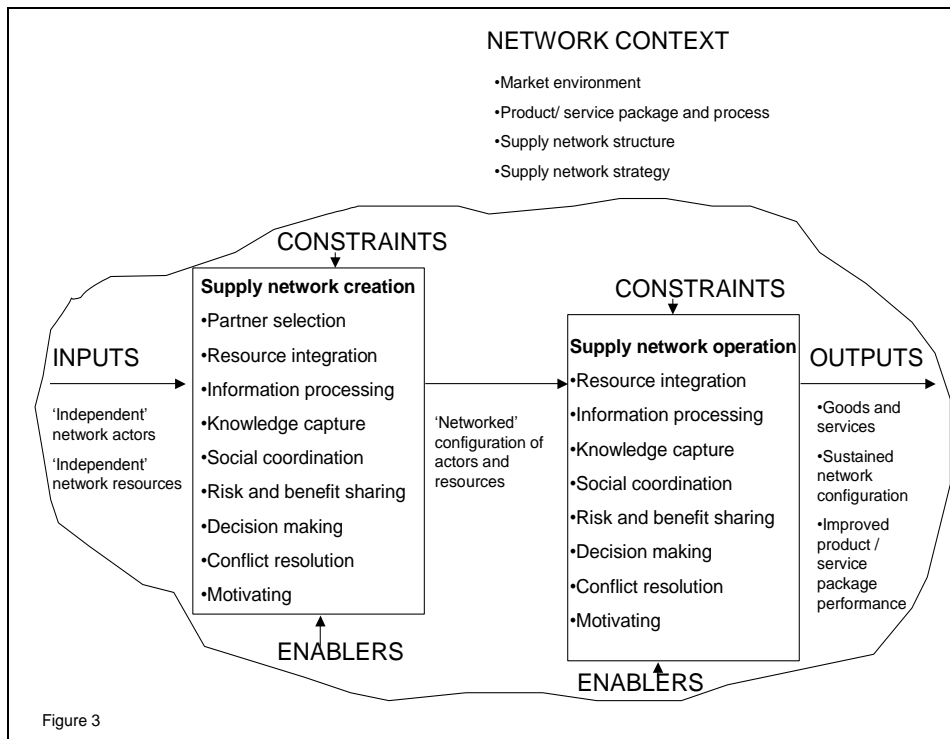 NETWORK CONTEXT
•Market environment
•Product/ service package and process
•Supply network structure
•Supply network strategy
CONSTRAINTS
Supply network creation
•Partner selection
•Resource integration
•Information processing
•Knowledge capture
•Social coordination
•Risk and benefit sharing
•Decision making
•Conflict resolution
•Motivating
ENABLERS
INPUTS
‘Independent’
network actors
‘Independent’
network resources
‘Networked’
configuration of
actors and
resources
CONSTRAINTS
Supply network operation
•Resource integration
•Information processing
•Knowledge capture
•Social coordination
•Risk and benefit sharing
•Decision making
•Conflict resolution
•Motivating
ENABLERS
OUTPUTS
•Goods and
services
•Sustained
network
configuration
•Improved
product /
service
package
performance
Figure 3